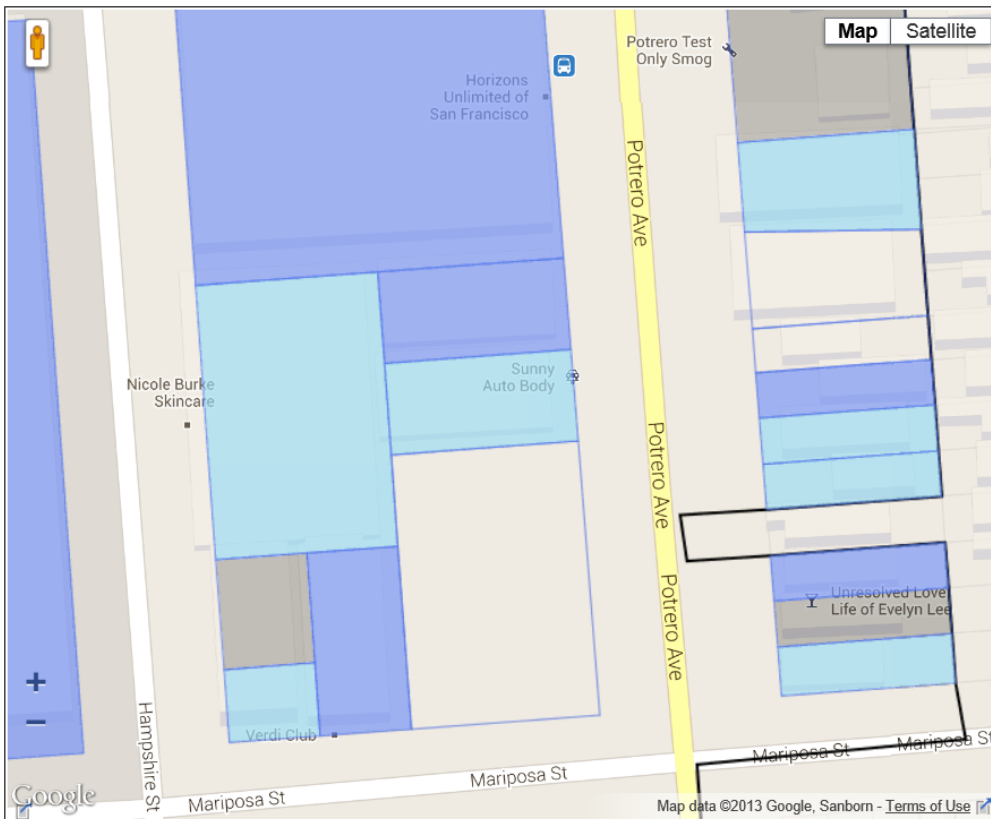 Map Satellite
Potrero Test
Only Smog
Horizons
Unlimited of
San Francisco
Potrero Ave
Sunny
Auto Body
Nicole Burke
Skincare
Potrero Ave
Potrero Ave
Unresolved Love
Life of Evelyn Lee
+
−
Hampshire St
Verdi Club
Mariposa St
Mariposa St
Mariposa St
Mariposa St
Google
Map data ©2013 Google, Sanborn - Terms of Use